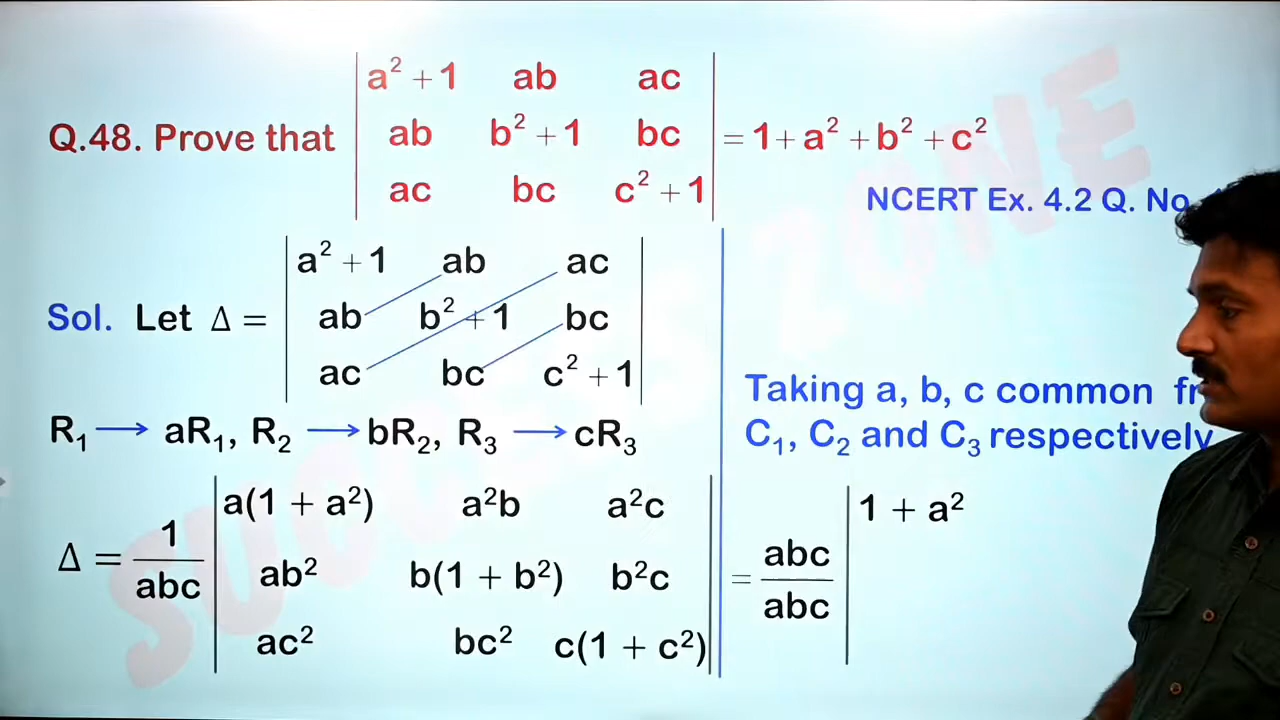 Q.48. Prove that | a² + 1 ab ac |
| ab b² + 1 bc | = 1 + a² + b² + c²
| ac bc c² + 1 |
NCERT Ex. 4.2 Q. No.
Sol. Let Δ = | a² + 1 ab ac |
| ab b² + 1 bc |
| ac bc c² + 1 |
R₁ → aR₁, R₂ → bR₂, R₃ → cR₃
Δ = 1/abc | a(1 + a²) a²b a²c |
| ab² b(1 + b²) b²c |
| ac² bc² c(1 + c²) |
Taking a, b, c common
C₁, C₂ and C₃ respectively
= abc/abc | 1 + a²